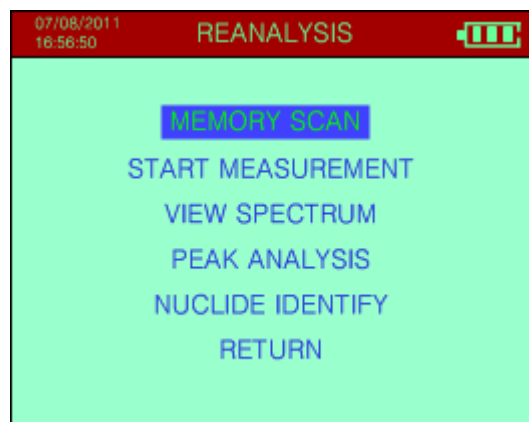 07/08/2011
16:56:50
REANALYSIS
MEMORY SCAN
START MEASUREMENT
VIEW SPECTRUM
PEAK ANALYSIS
NUCLIDE IDENTIFY
RETURN